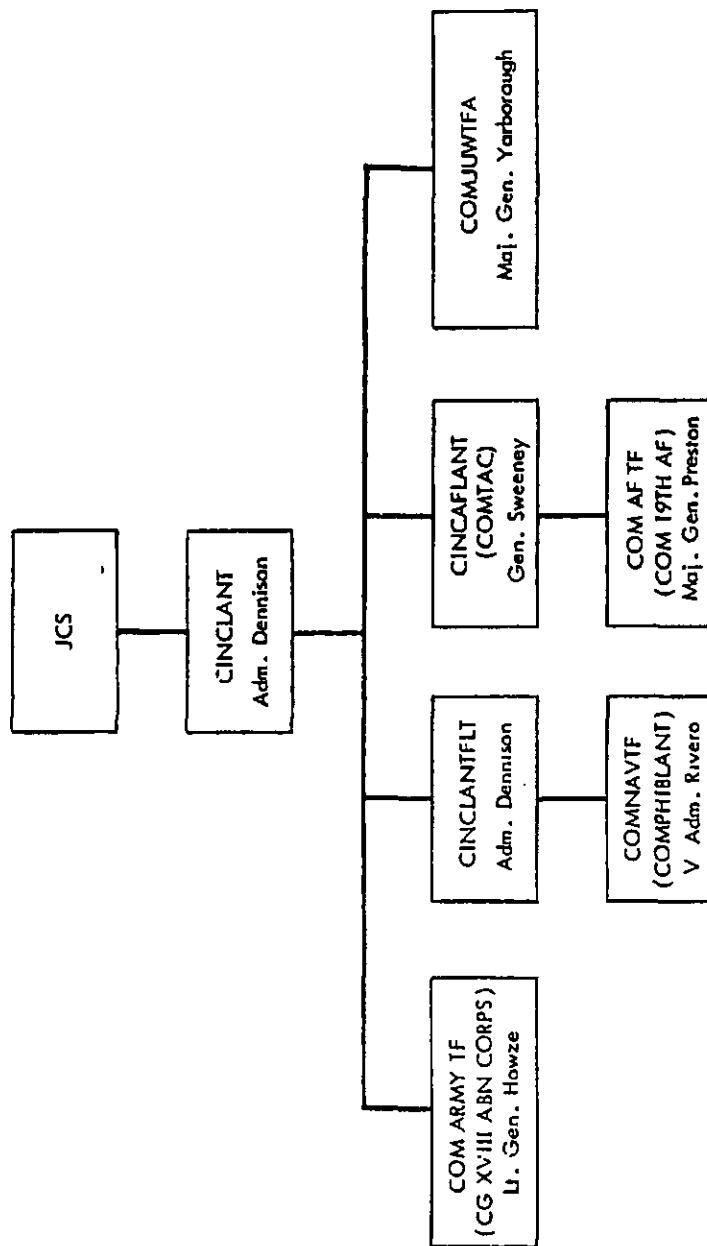 JCS
CINCLANT
Adm. Dennison
COM ARMY TF
(CG XVIII ABN CORPS)
Lt. Gen. Howze
CINCLANTFLT
Adm. Dennison
CINCAFLANT
(COMTAC)
Gen. Sweeney
COMJUWTFA
Maj. Gen. Yarborough
COMNAVTF
(COMPHIBLANT)
V Adm. Rivero
COM AF TF
(COM 19TH AF)
Maj. Gen. Preston